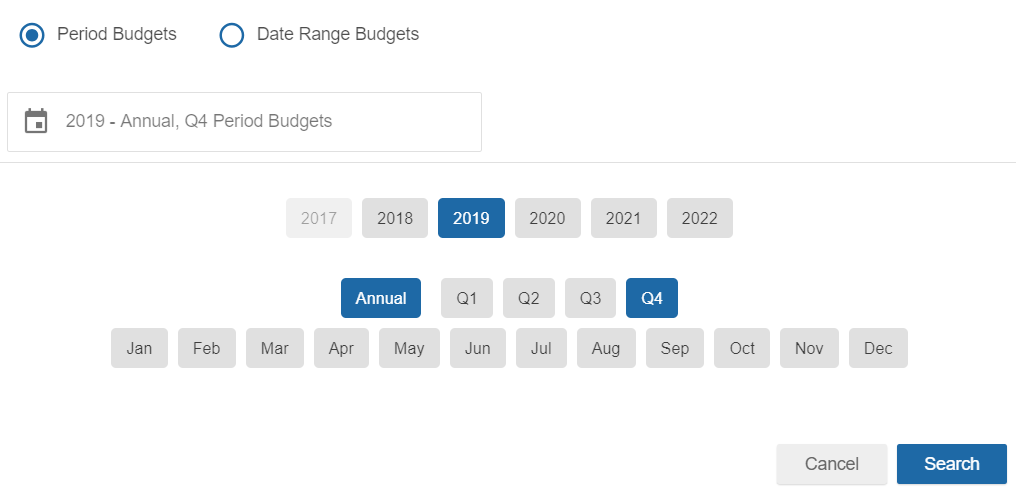 Period Budgets Date Range Budgets
2019 - Annual, Q4 Period Budgets
2017 2018 2019 2020 2021 2022
Annual Q1 Q2 Q3 Q4
Jan Feb Mar Apr May Jun Jul Aug Sep Oct Nov Dec
Cancel Search